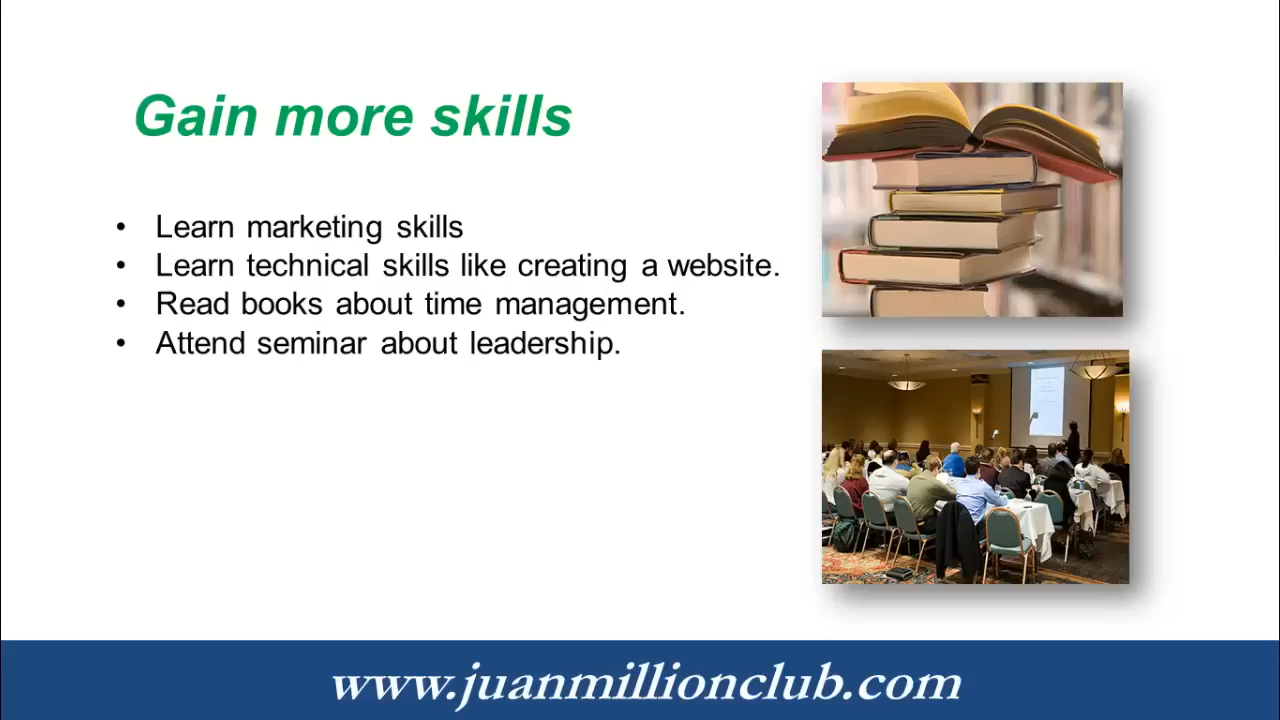 Gain more skills
• Learn marketing skills
• Learn technical skills like creating a website.
• Read books about time management.
• Attend seminar about leadership.
www.juanmillionclub.com